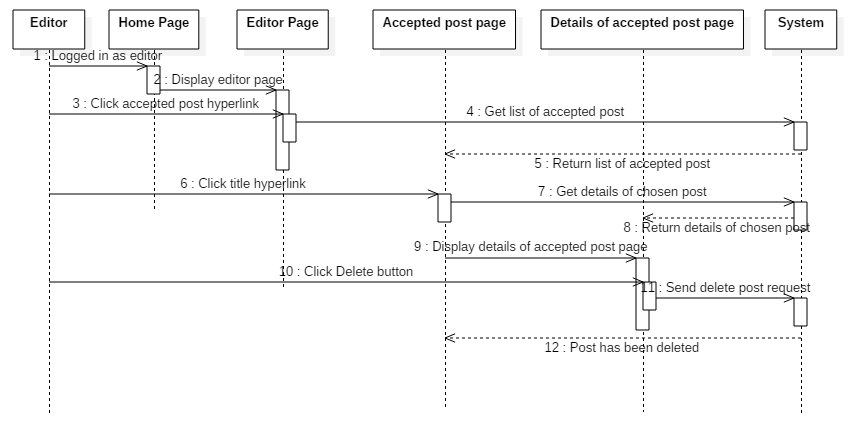 Editor
Home Page
Editor Page
Accepted post page
Details of accepted post page
System
1 : Logged in as editor
2 : Display editor page
3 : Click accepted post hyperlink
4 : Get list of accepted post
5 : Return list of accepted post
6 : Click title hyperlink
7 : Get details of chosen post
8 : Return details of chosen post
9 : Display details of accepted post page
10 : Click Delete button
11 : Send delete post request
12 : Post has been deleted